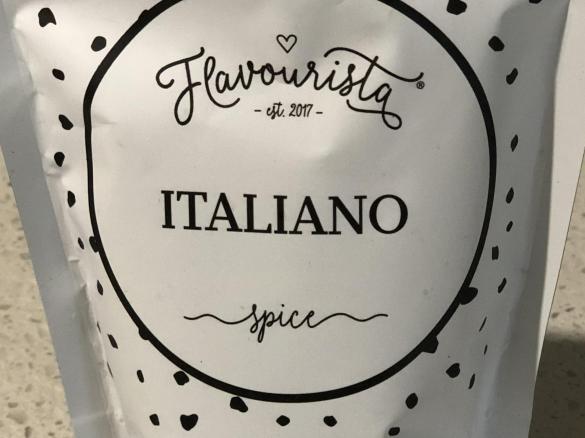 Flavourista®
- est. 2017 -
ITALIANO
spice